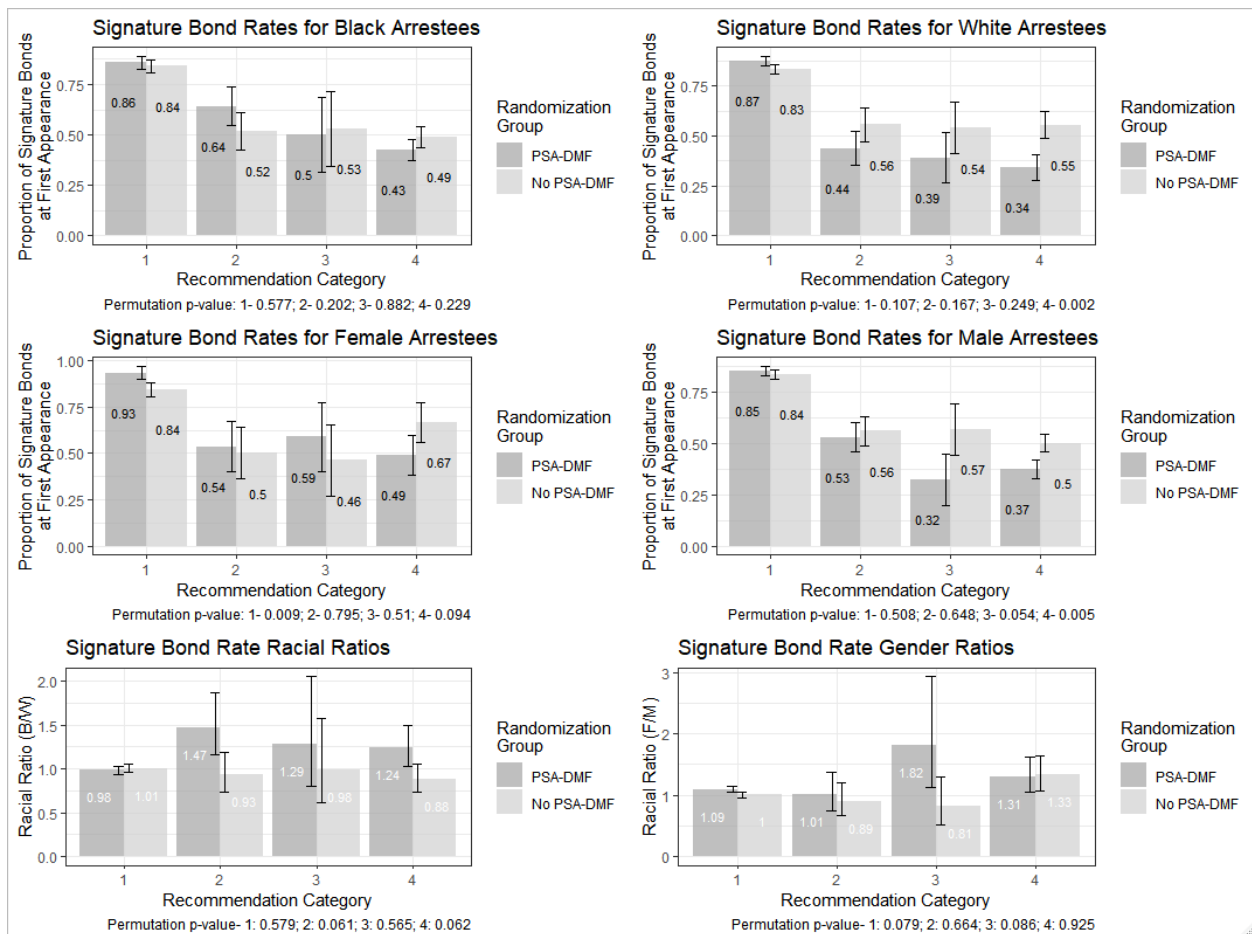 Signature Bond Rates for Black Arrestees
Proportion of Signature Bonds
at First Appearance
0.75
0.50
0.25
0.00
0.86
0.84
0.64
0.52
0.5
0.53
0.43
0.49
1
2
3
4
Recommendation Category
Randomization
Group
PSA-DMF
No PSA-DMF
Permutation p-value: 1- 0.577; 2- 0.202; 3- 0.882; 4- 0.229
Signature Bond Rates for White Arrestees
Proportion of Signature Bonds
at First Appearance
0.75
0.50
0.25
0.00
0.87
0.83
0.44
0.56
0.39
0.54
0.34
0.55
1
2
3
4
Recommendation Category
Randomization
Group
PSA-DMF
No PSA-DMF
Permutation p-value: 1- 0.107; 2- 0.167; 3- 0.249; 4- 0.002
Signature Bond Rates for Female Arrestees
Proportion of Signature Bonds
at First Appearance
1.00
0.75
0.50
0.25
0.00
0.93
0.84
0.54
0.5
0.59
0.46
0.49
0.67
1
2
3
4
Recommendation Category
Randomization
Group
PSA-DMF
No PSA-DMF
Permutation p-value: 1- 0.009; 2- 0.795; 3- 0.51; 4- 0.094
Signature Bond Rates for Male Arrestees
Proportion of Signature Bonds
at First Appearance
0.75
0.50
0.25
0.00
0.85
0.84
0.53
0.56
0.32
0.57
0.37
0.5
1
2
3
4
Recommendation Category
Randomization
Group
PSA-DMF
No PSA-DMF
Permutation p-value: 1- 0.508; 2- 0.648; 3- 0.054; 4- 0.005
Signature Bond Rate Racial Ratios
Racial Ratio (B/W)
2.0
1.5
1.0
0.5
0.0
0.98
1.01
1.47
0.93
1.29
0.98
1.24
0.88
1
2
3
4
Recommendation Category
Randomization
Group
PSA-DMF
No PSA-DMF
Permutation p-value- 1: 0.579; 2: 0.061; 3: 0.565; 4: 0.062
Signature Bond Rate Gender Ratios
Racial Ratio (F/M)
3
2
1
0
1.09
1
1.01
0.89
1.82
0.81
1.31
1.33
1
2
3
4
Recommendation Category
Randomization
Group
PSA-DMF
No PSA-DMF
Permutation p-value- 1: 0.079; 2: 0.664; 3: 0.086; 4: 0.925